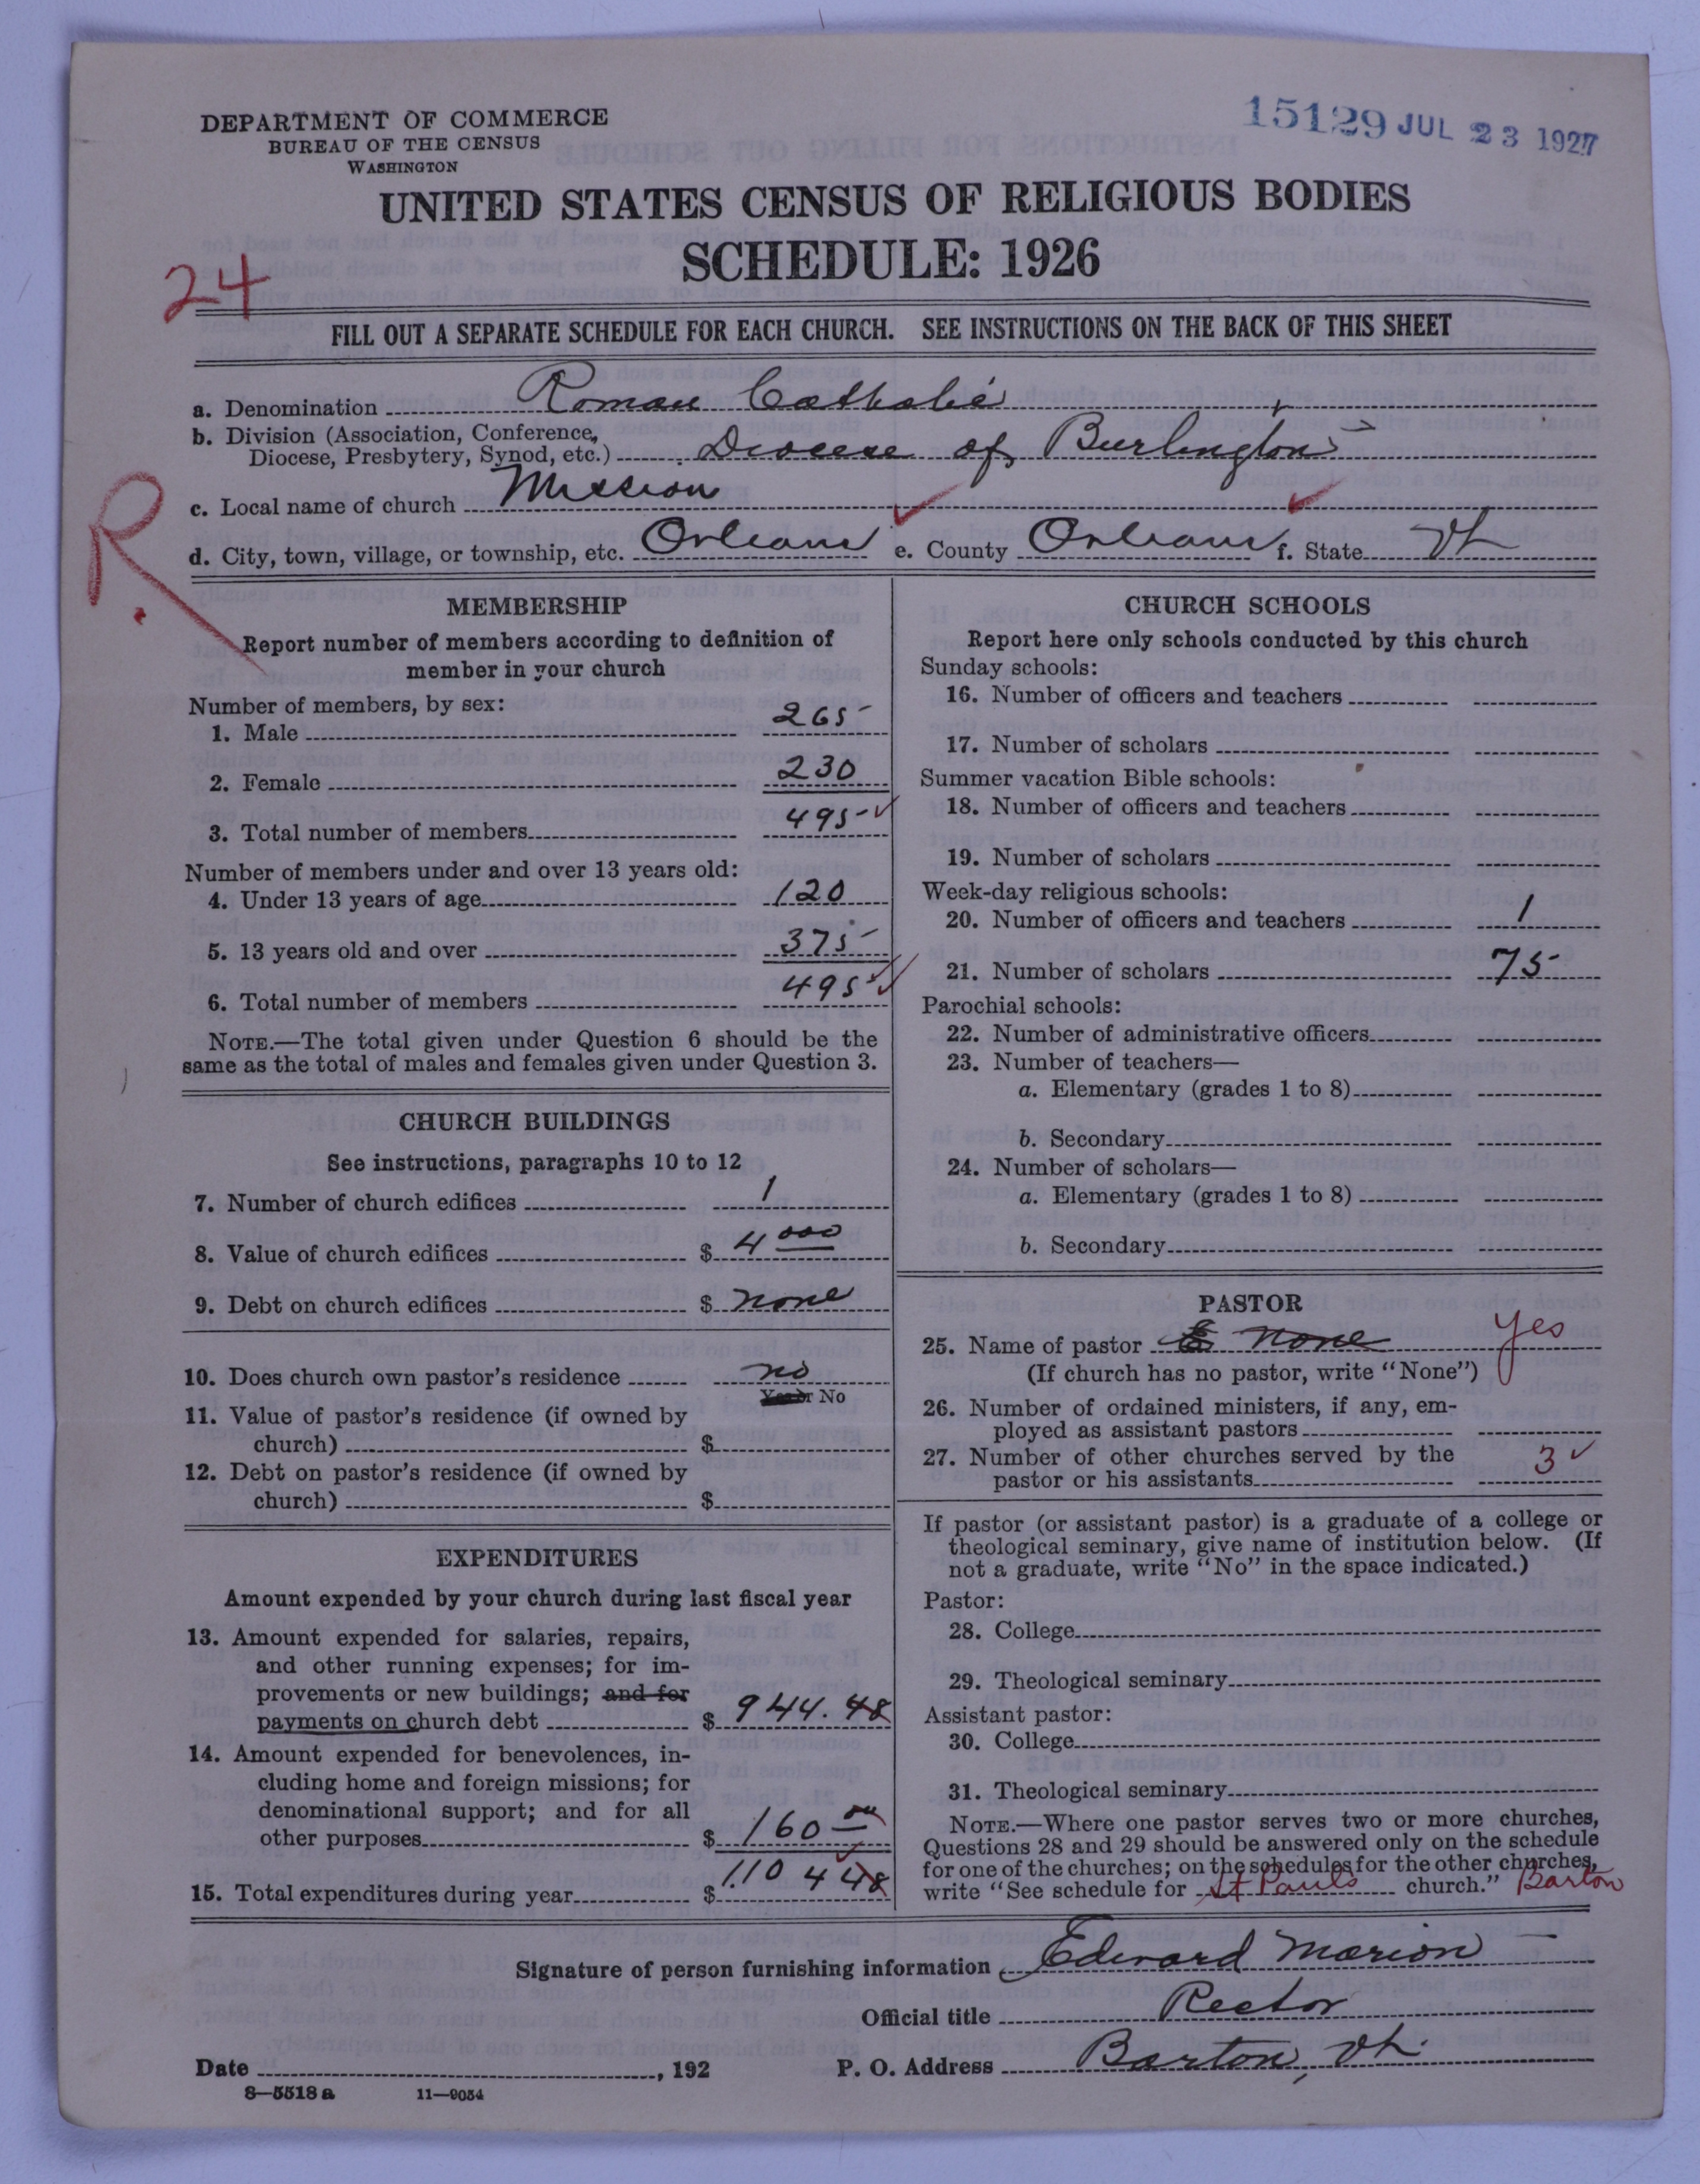 DEPARTMENT OF COMMERCE
BUREAU OF THE CENSUS
WASHINGTON
15129 JUL 23 1927
UNITED STATES CENSUS OF RELIGIOUS BODIES
SCHEDULE: 1926
24
FILL OUT A SEPARATE SCHEDULE FOR EACH CHURCH. SEE INSTRUCTIONS ON THE BACK OF THIS SHEET
a. Denomination Roman Catholic
b. Division (Association, Conference,
Diocese, Presbytery, Synod, etc.) Diocese of Burlington
R.
c. Local name of church Mission
d. City, town, village, or township, etc. Orleans e. County Orleans f. State Vt
MEMBERSHIP
Report number of members according to definition of
member in your church
Number of members, by sex:
1. Male 265
2. Female 230
3. Total number of members 495
Number of members under and over 13 years old:
4. Under 13 years of age 120
5. 13 years old and over 375
6. Total number of members 495
NOTE.—The total given under Question 6 should be the
same as the total of males and females given under Question 3.
CHURCH BUILDINGS
See instructions, paragraphs 10 to 12
7. Number of church edifices 1
8. Value of church edifices $ 4000
9. Debt on church edifices $ none
10. Does church own pastor's residence no
Yes or No
11. Value of pastor's residence (if owned by
church) $
12. Debt on pastor's residence (if owned by
church) $
EXPENDITURES
Amount expended by your church during last fiscal year
13. Amount expended for salaries, repairs,
and other running expenses; for im-
provements or new buildings; and for
payments on church debt $ 944.48
14. Amount expended for benevolences, in-
cluding home and foreign missions; for
denominational support; and for all
other purposes $ 160 00
15. Total expenditures during year $ 1104 48
CHURCH SCHOOLS
Report here only schools conducted by this church
Sunday schools:
16. Number of officers and teachers
17. Number of scholars
Summer vacation Bible schools:
18. Number of officers and teachers
19. Number of scholars
Week-day religious schools:
20. Number of officers and teachers 1
21. Number of scholars 75
Parochial schools:
22. Number of administrative officers
23. Number of teachers—
a. Elementary (grades 1 to 8)
b. Secondary
24. Number of scholars—
a. Elementary (grades 1 to 8)
b. Secondary
PASTOR
25. Name of pastor none yes
(If church has no pastor, write "None")
26. Number of ordained ministers, if any, em-
ployed as assistant pastors
27. Number of other churches served by the
pastor or his assistants 3
If pastor (or assistant pastor) is a graduate of a college or
theological seminary, give name of institution below. (If
not a graduate, write "No" in the space indicated.)
Pastor:
28. College
29. Theological seminary
Assistant pastor:
30. College
31. Theological seminary
NOTE.—Where one pastor serves two or more churches,
Questions 28 and 29 should be answered only on the schedule
for one of the churches; on the schedules for the other churches,
write "See schedule for St Pauls church." Barton
Signature of person furnishing information Edward Marion
Official title Rector
Date , 192 P. O. Address Barton, Vt.
8—5518 a 11—9054